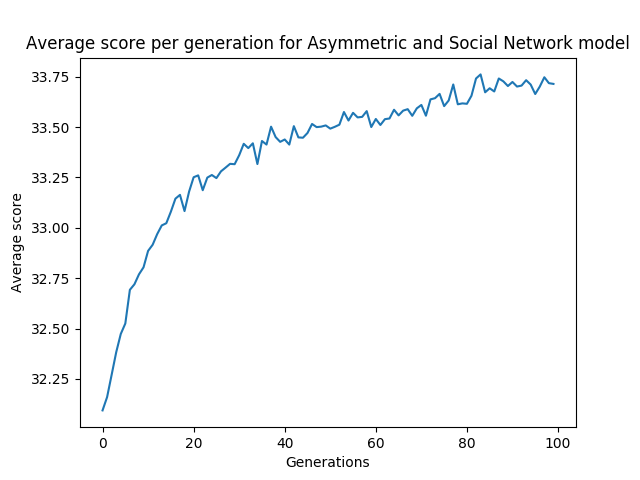 Average score per generation for Asymmetric and Social Network model
33.75
33.50
33.25
33.00
32.75
32.50
32.25
Average score
0 20 40 60 80 100
Generations